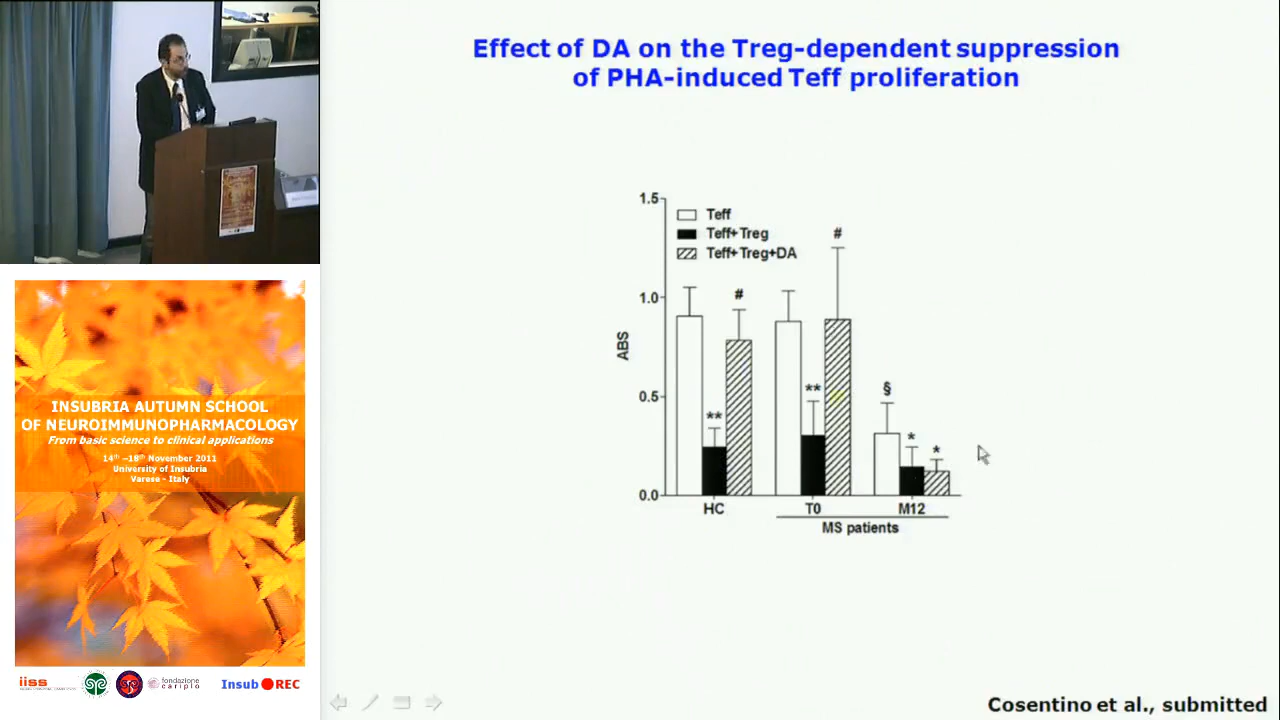 Effect of DA on the Treg-dependent suppression
of PHA-induced Teff proliferation
1.5
1.0
0.5
0.0
ABS
Teff
Teff+Treg
Teff+Treg+DA
#
**
#
**
§
*
*
HC
T0
M12
MS patients
Cosentino et al., submitted
INSUBRIA AUTUMN SCHOOL
OF NEUROIMMUNOPHARMACOLOGY
From basic science to clinical applications
14th –18th November 2011
University of Insubria
Varese - Italy
iiss
fondazione
cariplo
Insub REC